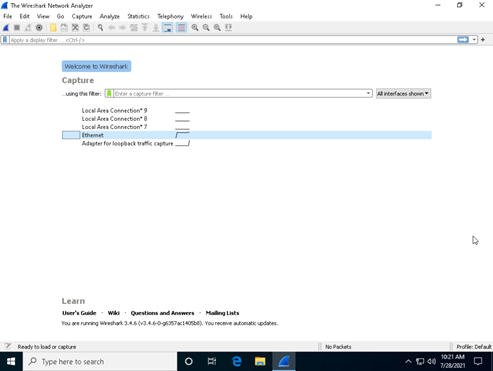 The Wireshark Network Analyzer
File Edit View Go Capture Analyze Statistics Telephony Wireless Tools Help
Apply a display filter ... <Ctrl-/>
Welcome to Wireshark
Capture
...using this filter: Enter a capture filter ... All interfaces shown
Local Area Connection* 9
Local Area Connection* 8
Local Area Connection* 7
Ethernet
Adapter for loopback traffic capture
Learn
User's Guide · Wiki · Questions and Answers · Mailing Lists
You are running Wireshark 3.4.6 (v3.4.6-0-g6357ac1405b8). You receive automatic updates.
Ready to load or capture No Packets Profile: Default
Type here to search
10:21 AM
7/28/2021